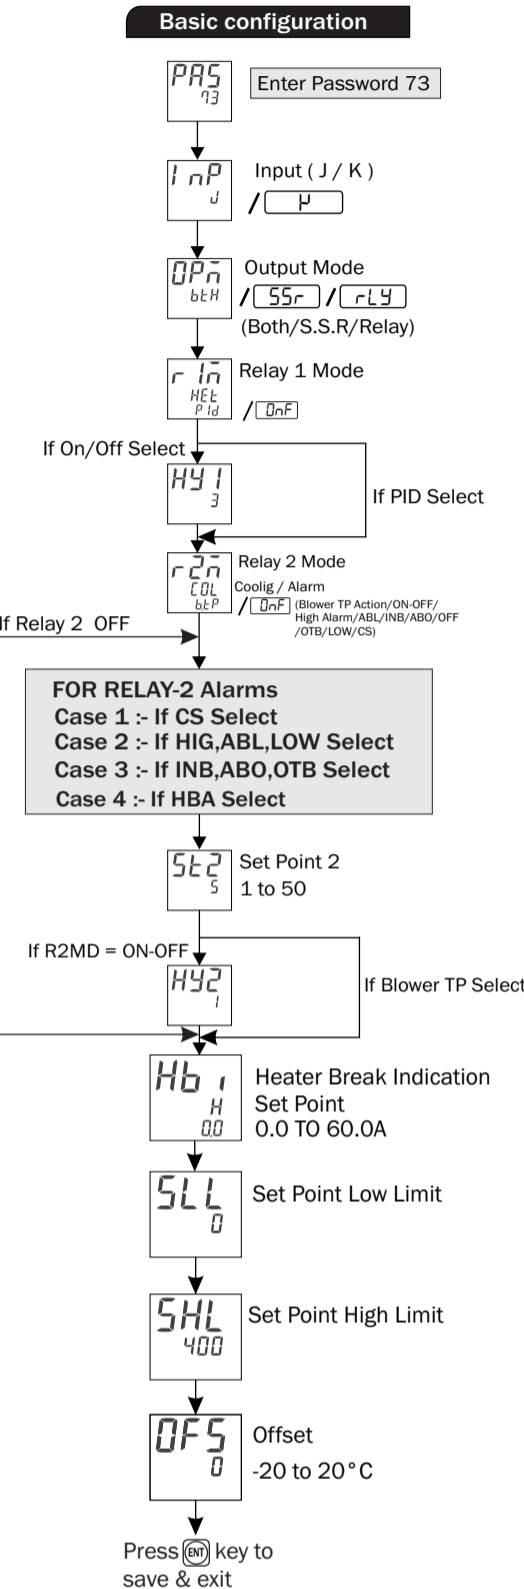 Basic configuration
PAS
73
Enter Password 73
InP
J
Input ( J / K )
/
OPn
btH
Output Mode
/ SSr / rLY
(Both/S.S.R/Relay)
r1n
HEt
PId
Relay 1 Mode
/ OnF
If On/Off Select
HY1
3
If PID Select
r2n
COL
b.t.P
Relay 2 Mode
Coolig / Alarm
/ OnF (Blower TP Action/ON-OFF/
High Alarm/ABL/INB/ABO/OFF
/OTB/LOW/CS)
If Relay 2 OFF
FOR RELAY-2 Alarms
Case 1 :- If CS Select
Case 2 :- If HIG,ABL,LOW Select
Case 3 :- If INB,ABO,OTB Select
Case 4 :- If HBA Select
St2
5
Set Point 2
1 to 50
If R2MD = ON-OFF
HY2
1
If Blower TP Select
Hb i
H
0.0
Heater Break Indication
Set Point
0.0 TO 60.0A
SLL
0
Set Point Low Limit
SHL
400
Set Point High Limit
OFS
0
Offset
-20 to 20°C
Press ENT key to
save & exit